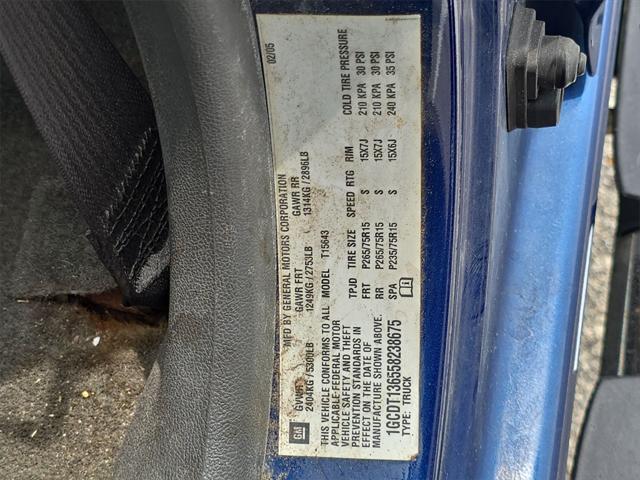 GM
MFD BY GENERAL MOTORS CORPORATION 02/05
GVWR GAWR FRT GAWR RR
2404KG / 5300LB 1249KG / 2753LB 1314KG / 2896LB
THIS VEHICLE CONFORMS TO ALL
APPLICABLE FEDERAL MOTOR
VEHICLE SAFETY AND THEFT
PREVENTION STANDARDS IN
EFFECT ON THE DATE OF
MANUFACTURE SHOWN ABOVE.
1GCDT136558238675
TYPE: TRUCK
MODEL T15643
TPJD TIRE SIZE SPEED RTG RIM COLD TIRE PRESSURE
FRT P265/75R15 S 15X7J 210 KPA 30 PSI
RR P265/75R15 S 15X7J 210 KPA 30 PSI
SPA P235/75R15 S 15X6J 240 KPA 35 PSI